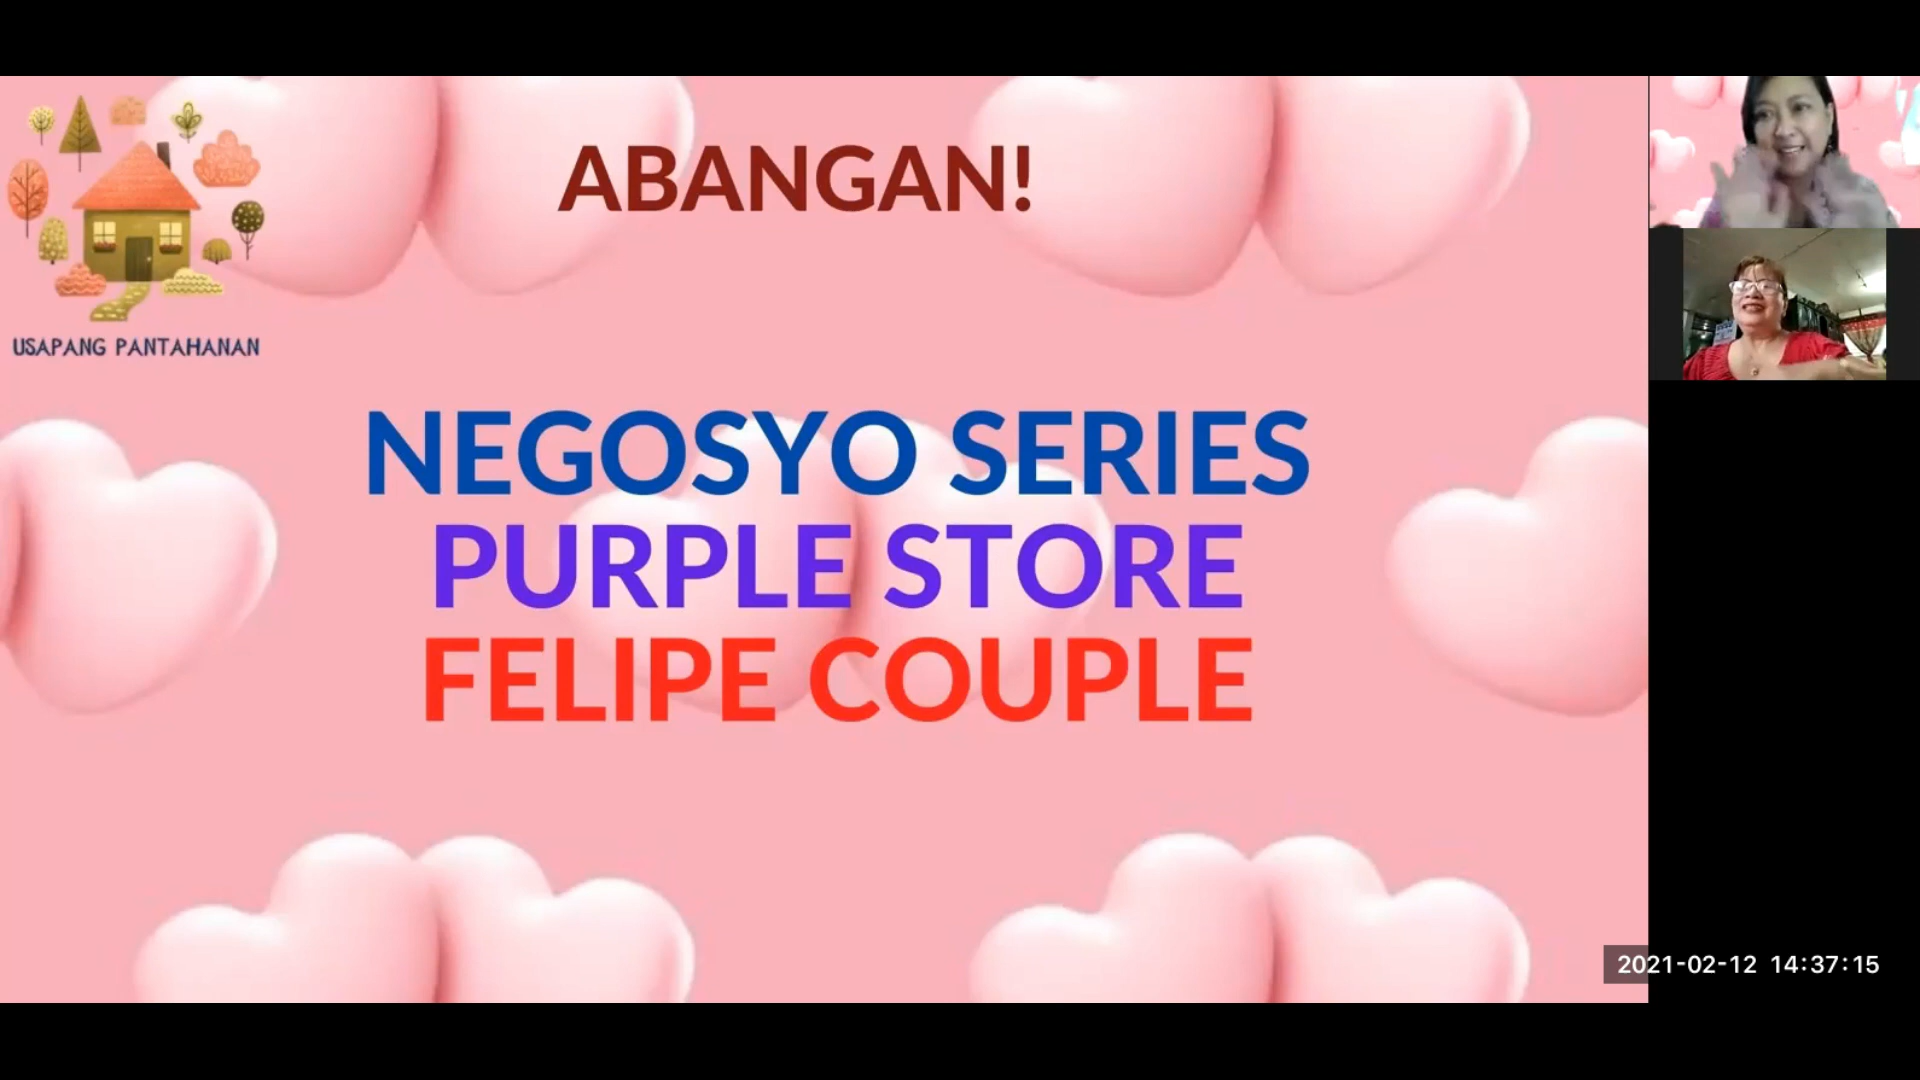 ABANGAN!
USAPANG PANTAHANAN
NEGOSYO SERIES
PURPLE STORE
FELIPE COUPLE
2021-02-12 14:37:15